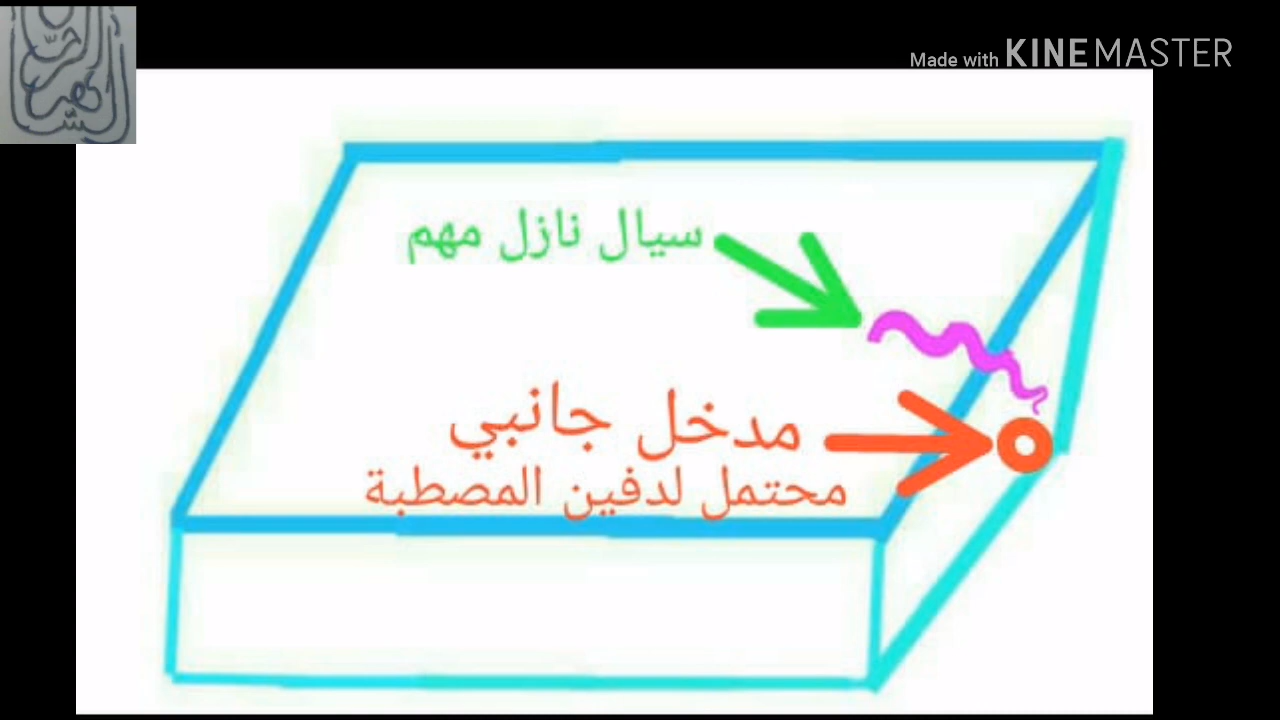 Made with KINEMASTER
سيال نازل مهم
مدخل جانبي
محتمل لدفين المصطبة